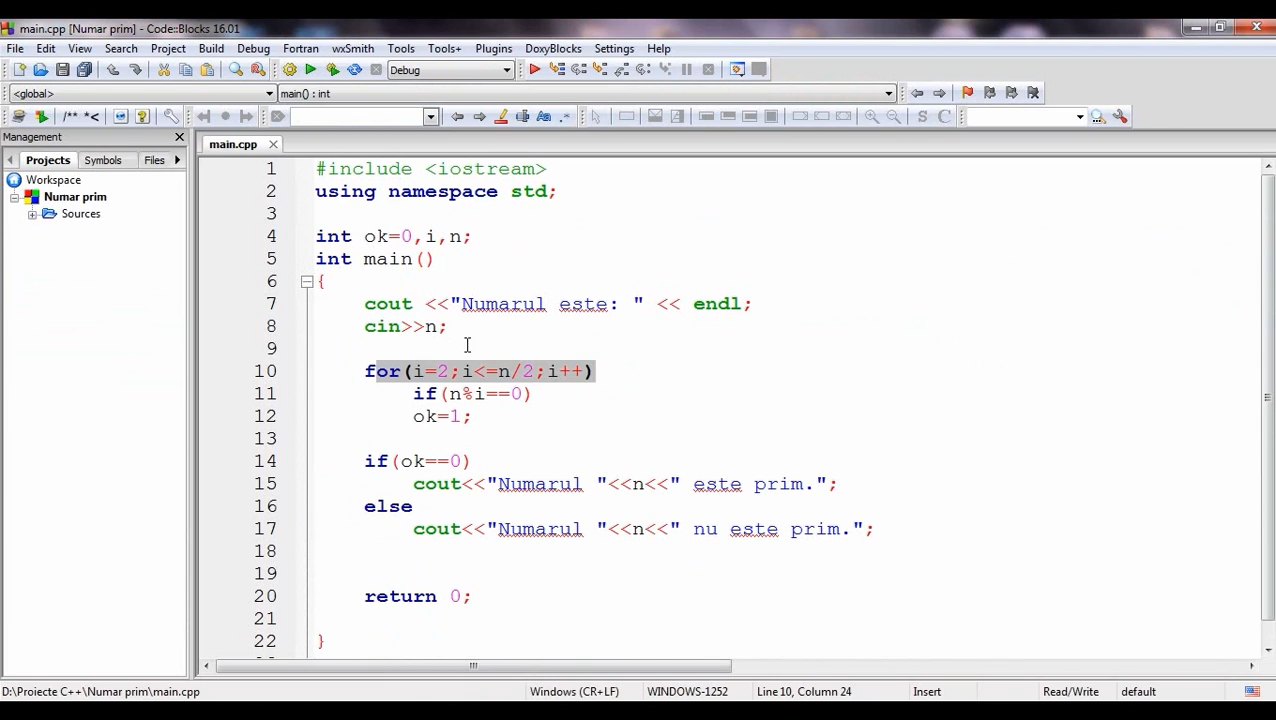 main.cpp [Numar prim] - Code::Blocks 16.01
File Edit View Search Project Build Debug Fortran wxSmith Tools Tools+ Plugins DoxyBlocks Settings Help
Debug
<global> main() : int
/** *<
Management
main.cpp
Projects Symbols Files
Workspace
Numar prim
Sources
1 #include <iostream>
2 using namespace std;
3
4 int ok=0,i,n;
5 int main()
6 {
7 cout <<"Numarul este: " << endl;
8 cin>>n;
9
10 for(i=2;i<=n/2;i++)
11 if(n%i==0)
12 ok=1;
13
14 if(ok==0)
15 cout<<"Numarul "<<n<<" este prim.";
16 else
17 cout<<"Numarul "<<n<<" nu este prim.";
18
19
20 return 0;
21
22 }
D:\Proiecte C++\Numar prim\main.cpp Windows (CR+LF) WINDOWS-1252 Line 10, Column 24 Insert Read/Write default